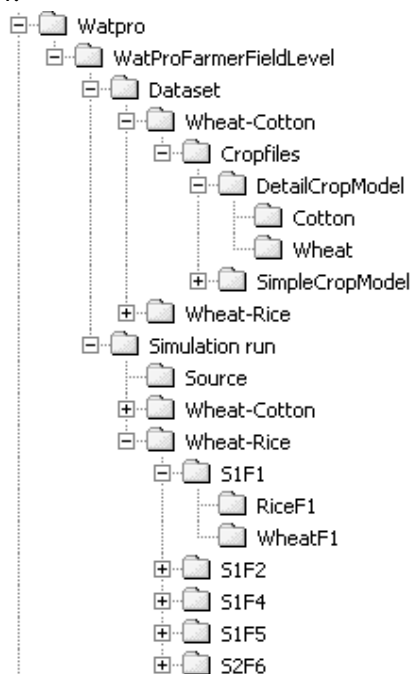 Watpro
WatProFarmerFieldLevel
Dataset
Wheat-Cotton
Cropfiles
DetailCropModel
Cotton
Wheat
SimpleCropModel
Wheat-Rice
Simulation run
Source
Wheat-Cotton
Wheat-Rice
S1F1
RiceF1
WheatF1
S1F2
S1F4
S1F5
S2F6